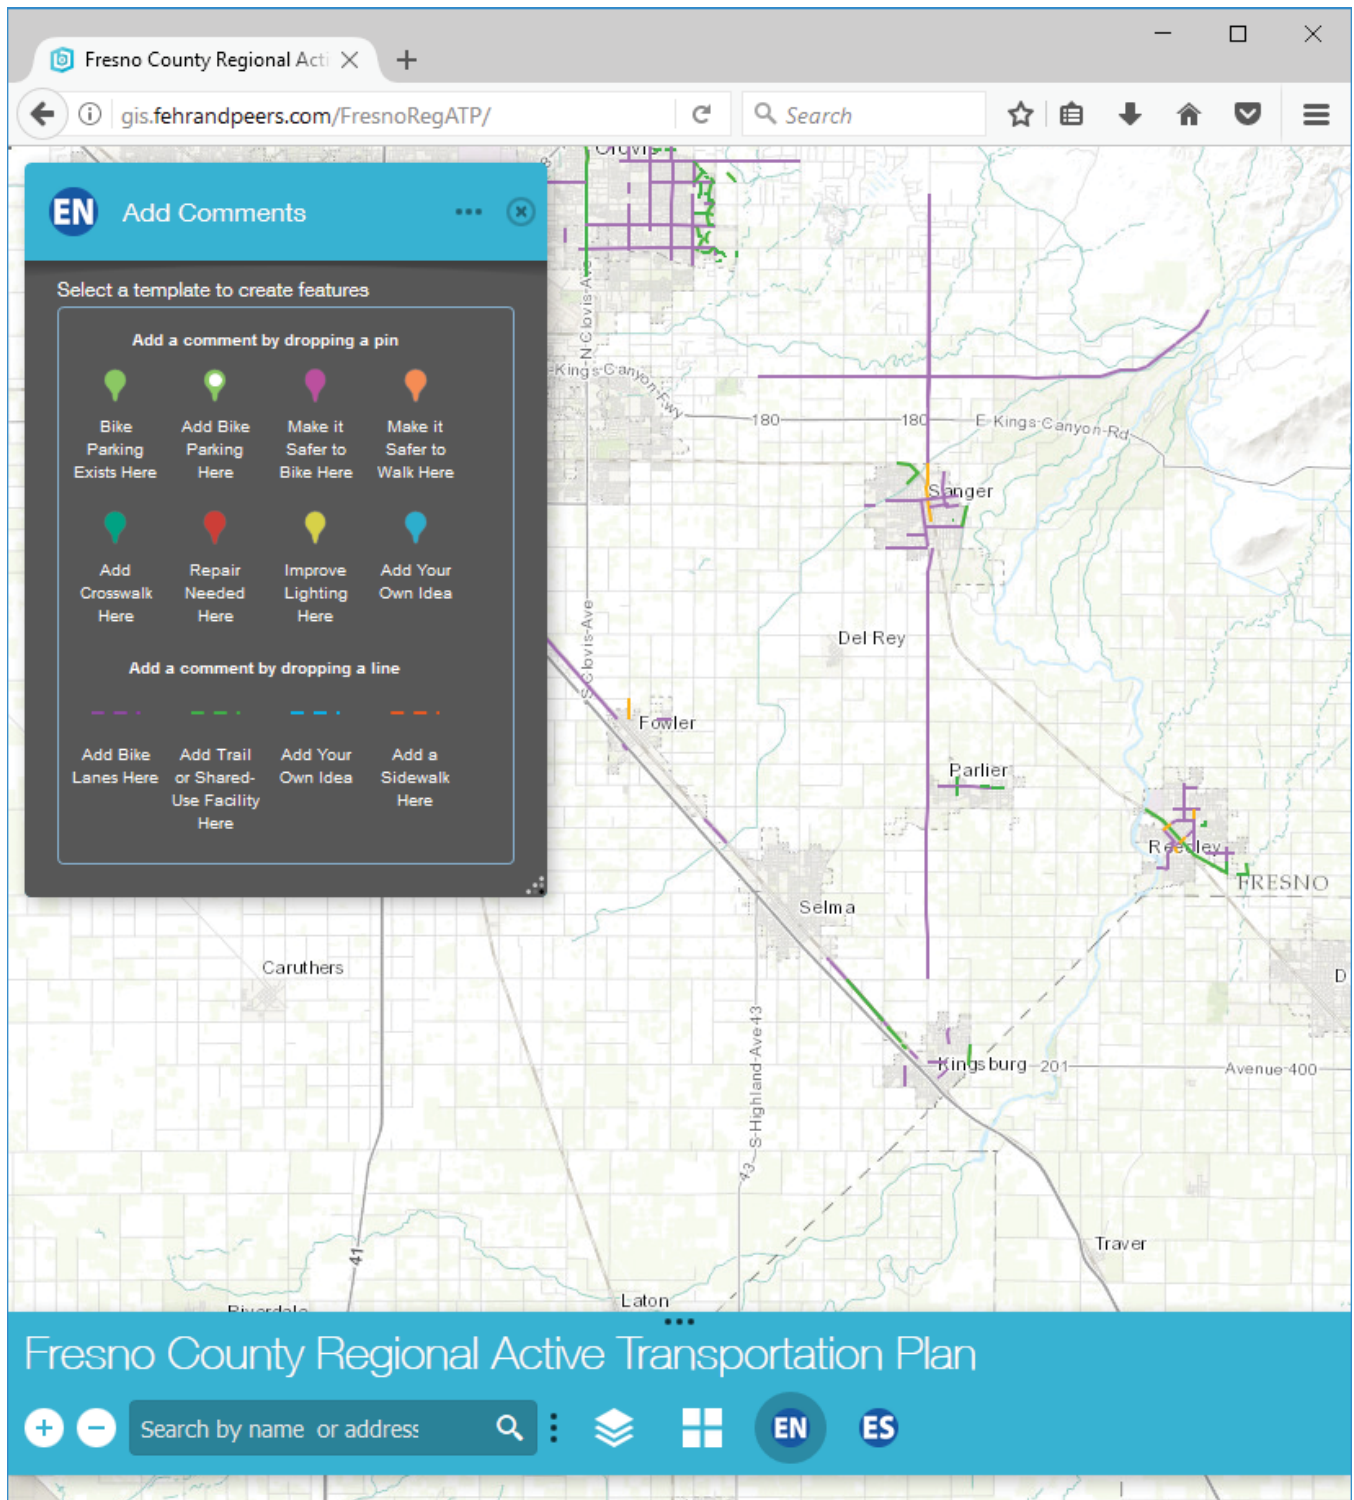 Fresno County Regional Acti
gis.fehrandpeers.com/FresnoRegATP/
Search
EN
Add Comments
Select a template to create features
Add a comment by dropping a pin
Bike
Parking
Exists Here
Add Bike
Parking
Here
Make it
Safer to
Bike Here
Make it
Safer to
Walk Here
Add
Crosswalk
Here
Repair
Needed
Here
Improve
Lighting
Here
Add Your
Own Idea
Add a comment by dropping a line
Add Bike
Lanes Here
Add Trail
or Shared-
Use Facility
Here
Add Your
Own Idea
Add a
Sidewalk
Here
Clovis
N-Clovis-Ave
Kings-Canyon-Fwy
180
180
E-Kings-Canyon-Rd
Sanger
S-Clovis-Ave
Del Rey
Fowler
Parlier
Reedley
FRESNO
Selma
Caruthers
D
43
S-Highland-Ave-43
Kingsburg
201
Avenue-400
41
Traver
Laton
Riverdale
Fresno County Regional Active Transportation Plan
Search by name or address
EN
ES